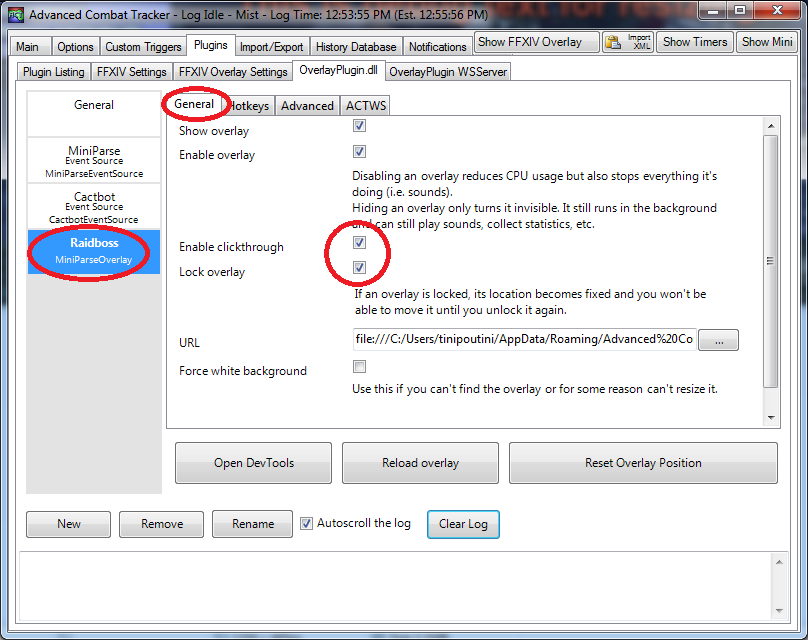 Advanced Combat Tracker - Log Idle - Mist - Log Time: 12:53:55 PM (Est. 12:55:56 PM)
Main Options Custom Triggers Plugins Import/Export History Database Notifications Show FFXIV Overlay Import XML Show Timers Show Mini
Plugin Listing FFXIV Settings FFXIV Overlay Settings OverlayPlugin.dll OverlayPlugin WSServer
General
MiniParse
Event Source
MiniParseEventSource
Cactbot
Event Source
CactbotEventSource
Raidboss
MiniParseOverlay
General Hotkeys Advanced ACTWS
Show overlay
Enable overlay
Disabling an overlay reduces CPU usage but also stops everything it's
doing (i.e. sounds).
Hiding an overlay only turns it invisible. It still runs in the background
and can still play sounds, collect statistics, etc.
Enable clickthrough
Lock overlay
If an overlay is locked, its location becomes fixed and you won't be
able to move it until you unlock it again.
URL file:///C:/Users/tinipoutini/AppData/Roaming/Advanced%20Co ...
Force white background
Use this if you can't find the overlay or for some reason can't resize it.
Open DevTools Reload overlay Reset Overlay Position
New Remove Rename Autoscroll the log Clear Log